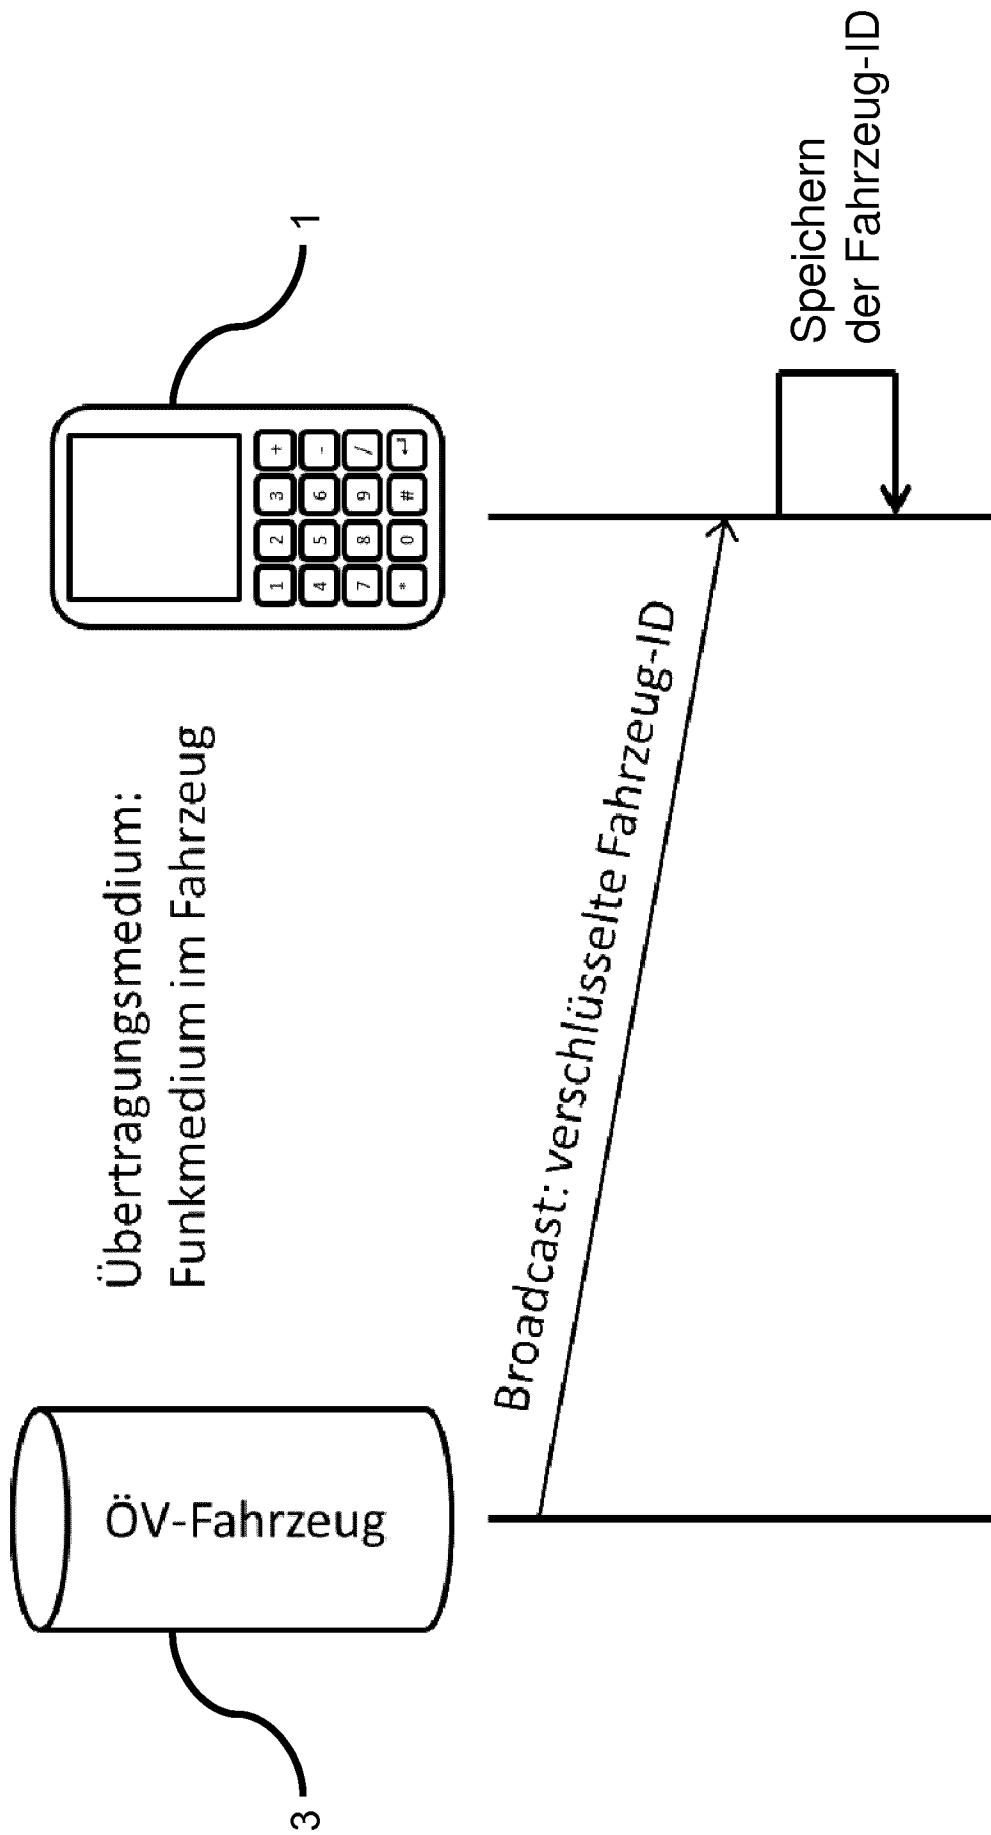 3
ÖV-Fahrzeug
Übertragungsmedium:
Funkmedium im Fahrzeug
1 2 3 +
4 5 6 -
7 8 9 /
* 0 # ↵
1
Broadcast: verschlüsselte Fahrzeug-ID
Speichern
der Fahrzeug-ID